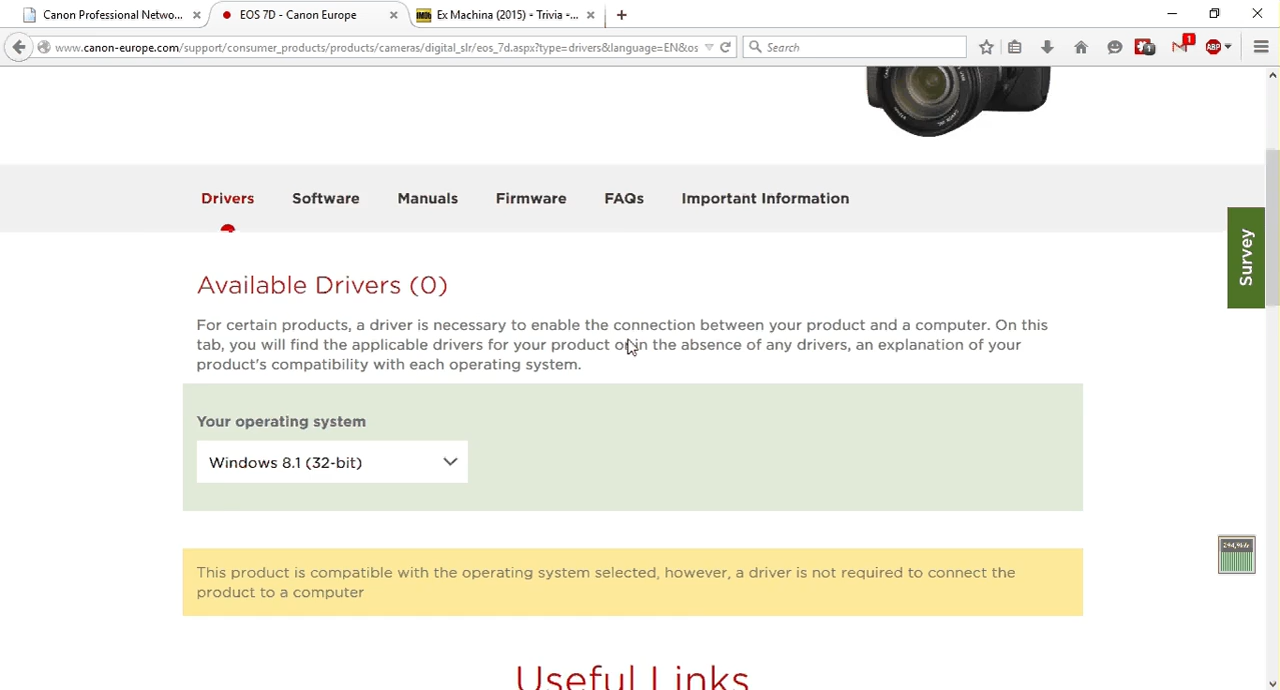 Canon Professional Netwo...
EOS 7D - Canon Europe
Ex Machina (2015) - Trivia -...
www.canon-europe.com/support/consumer_products/products/cameras/digital_slr/eos_7d.aspx?type=drivers&language=EN&os
Search
1
ABP
Drivers
Software
Manuals
Firmware
FAQs
Important Information
Survey
Available Drivers (0)
For certain products, a driver is necessary to enable the connection between your product and a computer. On this
tab, you will find the applicable drivers for your product or in the absence of any drivers, an explanation of your
product's compatibility with each operating system.
Your operating system
Windows 8.1 (32-bit)
This product is compatible with the operating system selected, however, a driver is not required to connect the
product to a computer
Useful Links